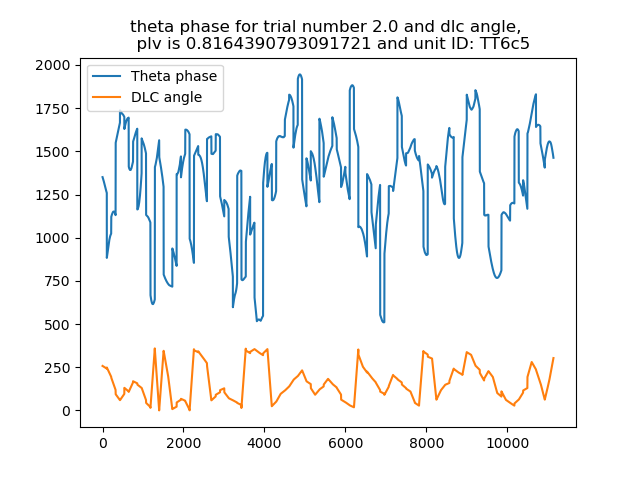 theta phase for trial number 2.0 and dlc angle,
plv is 0.8164390793091721 and unit ID: TT6c5
Theta phase
DLC angle
2000
1750
1500
1250
1000
750
500
250
0
0 2000 4000 6000 8000 10000